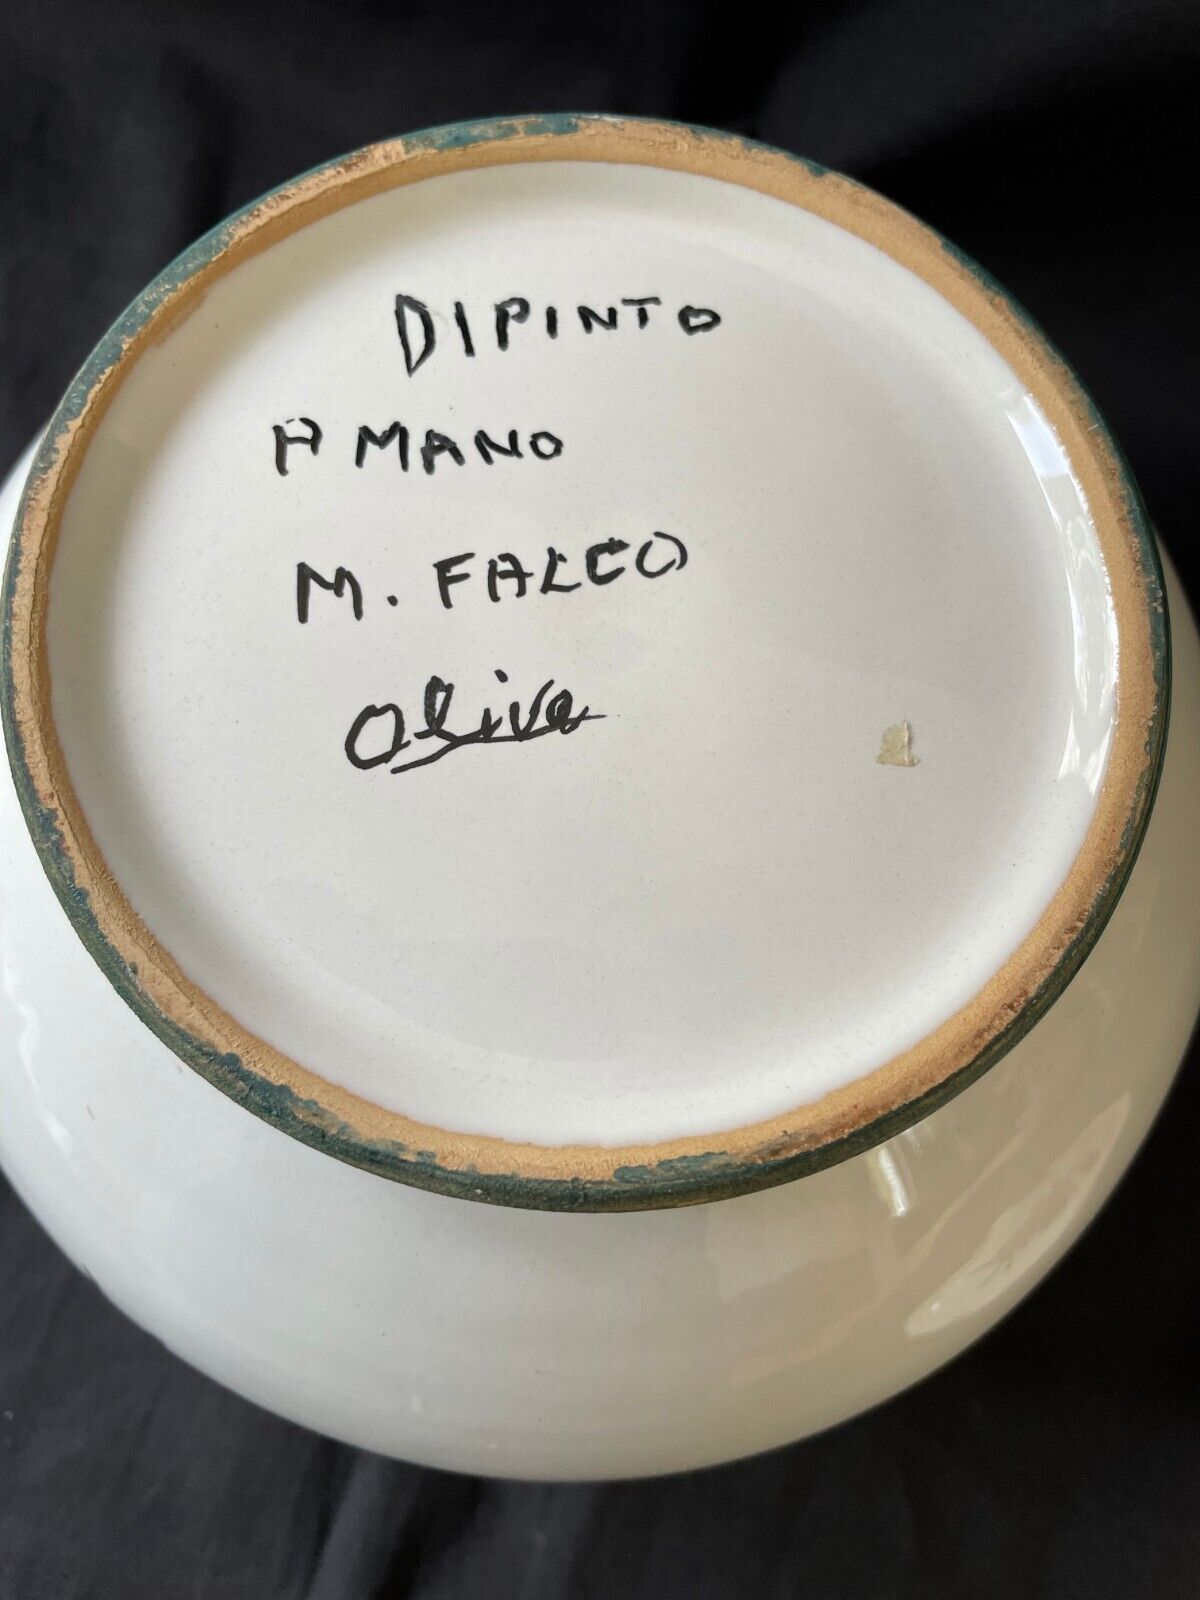 DIPINTO
A MANO
M. FALCO
Oliva